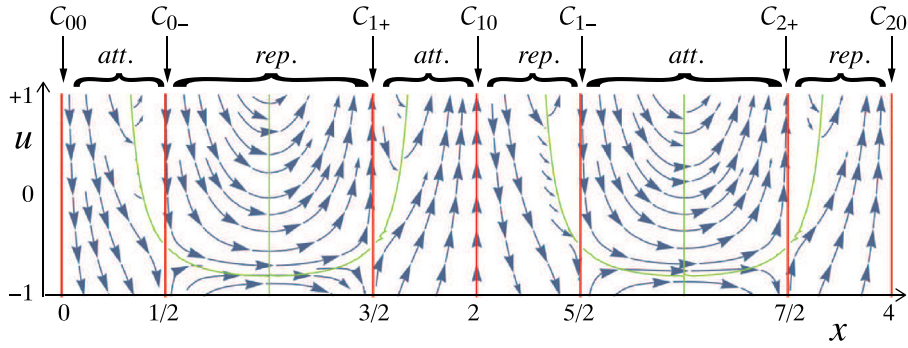 C00 C0− C1+ C10 C1− C2+ C20
att. rep. att. rep. att. rep.
+1
u
0
−1
0 1/2 3/2 2 5/2 7/2 4
x